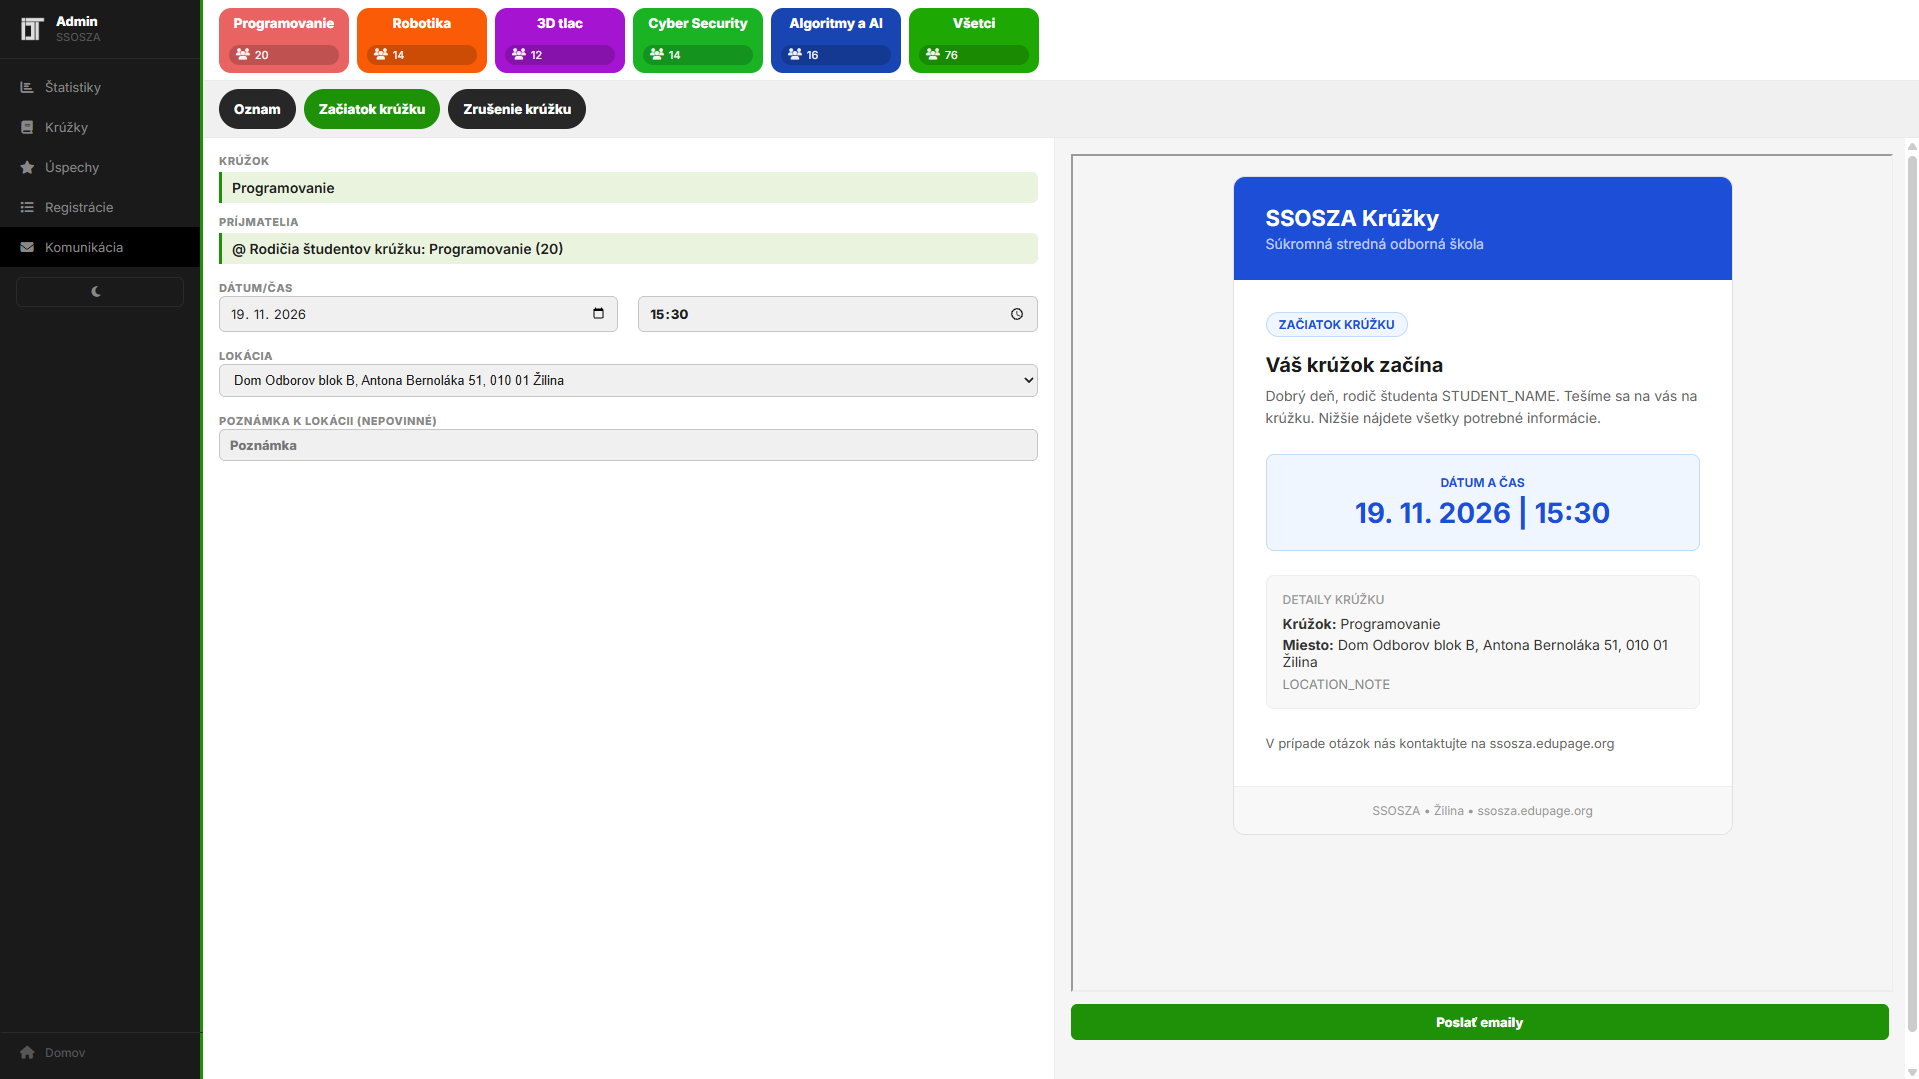 Admin
SSOSZA
Štatistiky
Krúžky
Úspechy
Registrácie
Komunikácia
Domov
Programovanie
20
Robotika
14
3D tlac
12
Cyber Security
14
Algoritmy a AI
16
Všetci
76
Oznam
Začiatok krúžku
Zrušenie krúžku
KRÚŽOK
Programovanie
PRÍJMATELIA
@ Rodičia študentov krúžku: Programovanie (20)
DÁTUM/ČAS
19. 11. 2026
15:30
LOKÁCIA
Dom Odborov blok B, Antona Bernoláka 51, 010 01 Žilina
POZNÁMKA K LOKÁCII (NEPOVINNÉ)
Poznámka
SSOSZA Krúžky
Súkromná stredná odborná škola
ZAČIATOK KRÚŽKU
Váš krúžok začína
Dobrý deň, rodič študenta STUDENT_NAME. Tešíme sa na vás na
krúžku. Nižšie nájdete všetky potrebné informácie.
DÁTUM A ČAS
19. 11. 2026 | 15:30
DETAILY KRÚŽKU
Krúžok: Programovanie
Miesto: Dom Odborov blok B, Antona Bernoláka 51, 010 01
Žilina
LOCATION_NOTE
V prípade otázok nás kontaktujte na ssosza.edupage.org
SSOSZA • Žilina • ssosza.edupage.org
Poslať emaily